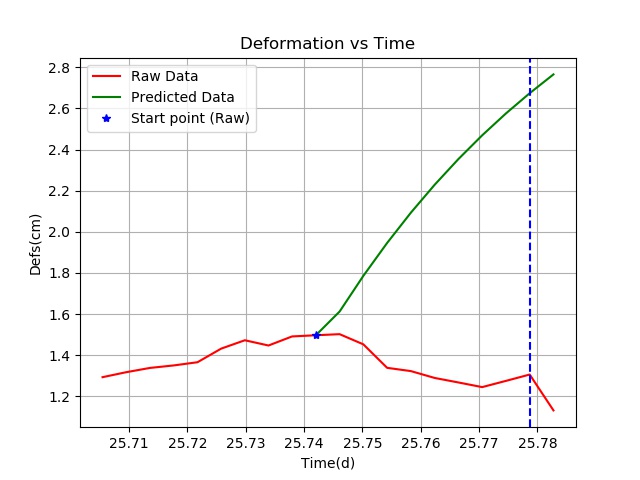 Deformation vs Time
Raw Data
Predicted Data
Start point (Raw)
Defs(cm)
2.8
2.6
2.4
2.2
2.0
1.8
1.6
1.4
1.2
25.71 25.72 25.73 25.74 25.75 25.76 25.77 25.78
Time(d)